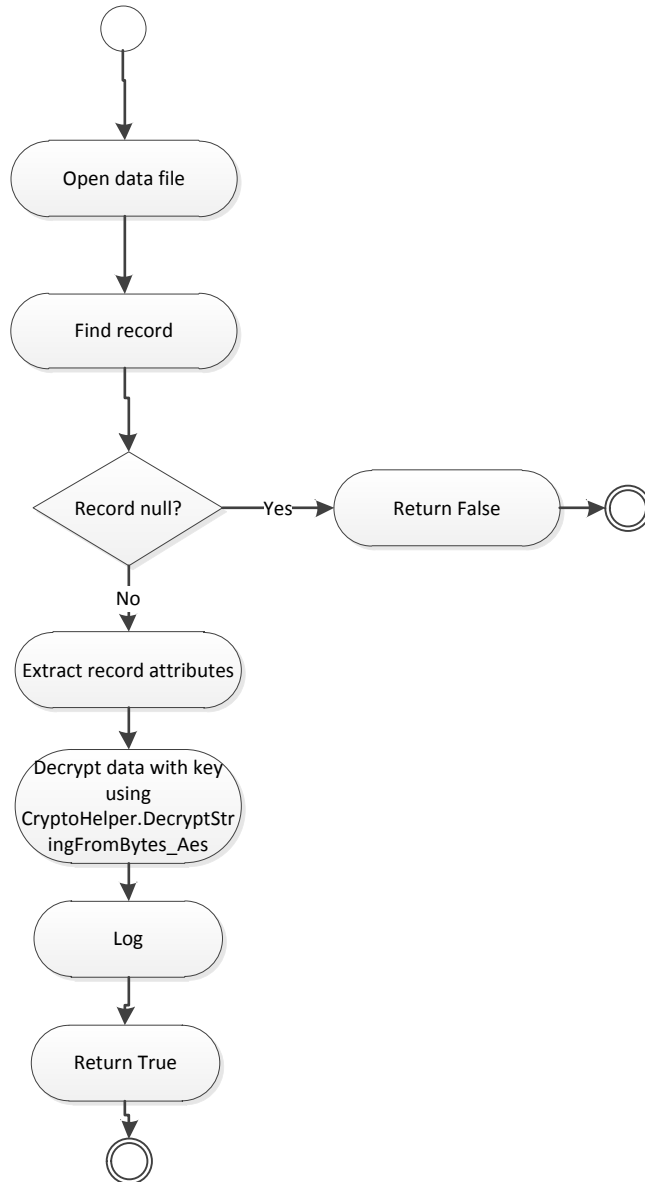 Open data file
Find record
Record null?
Yes
Return False
No
Extract record attributes
Decrypt data with key
using
CryptoHelper.DecryptStr
ingFromBytes_Aes
Log
Return True